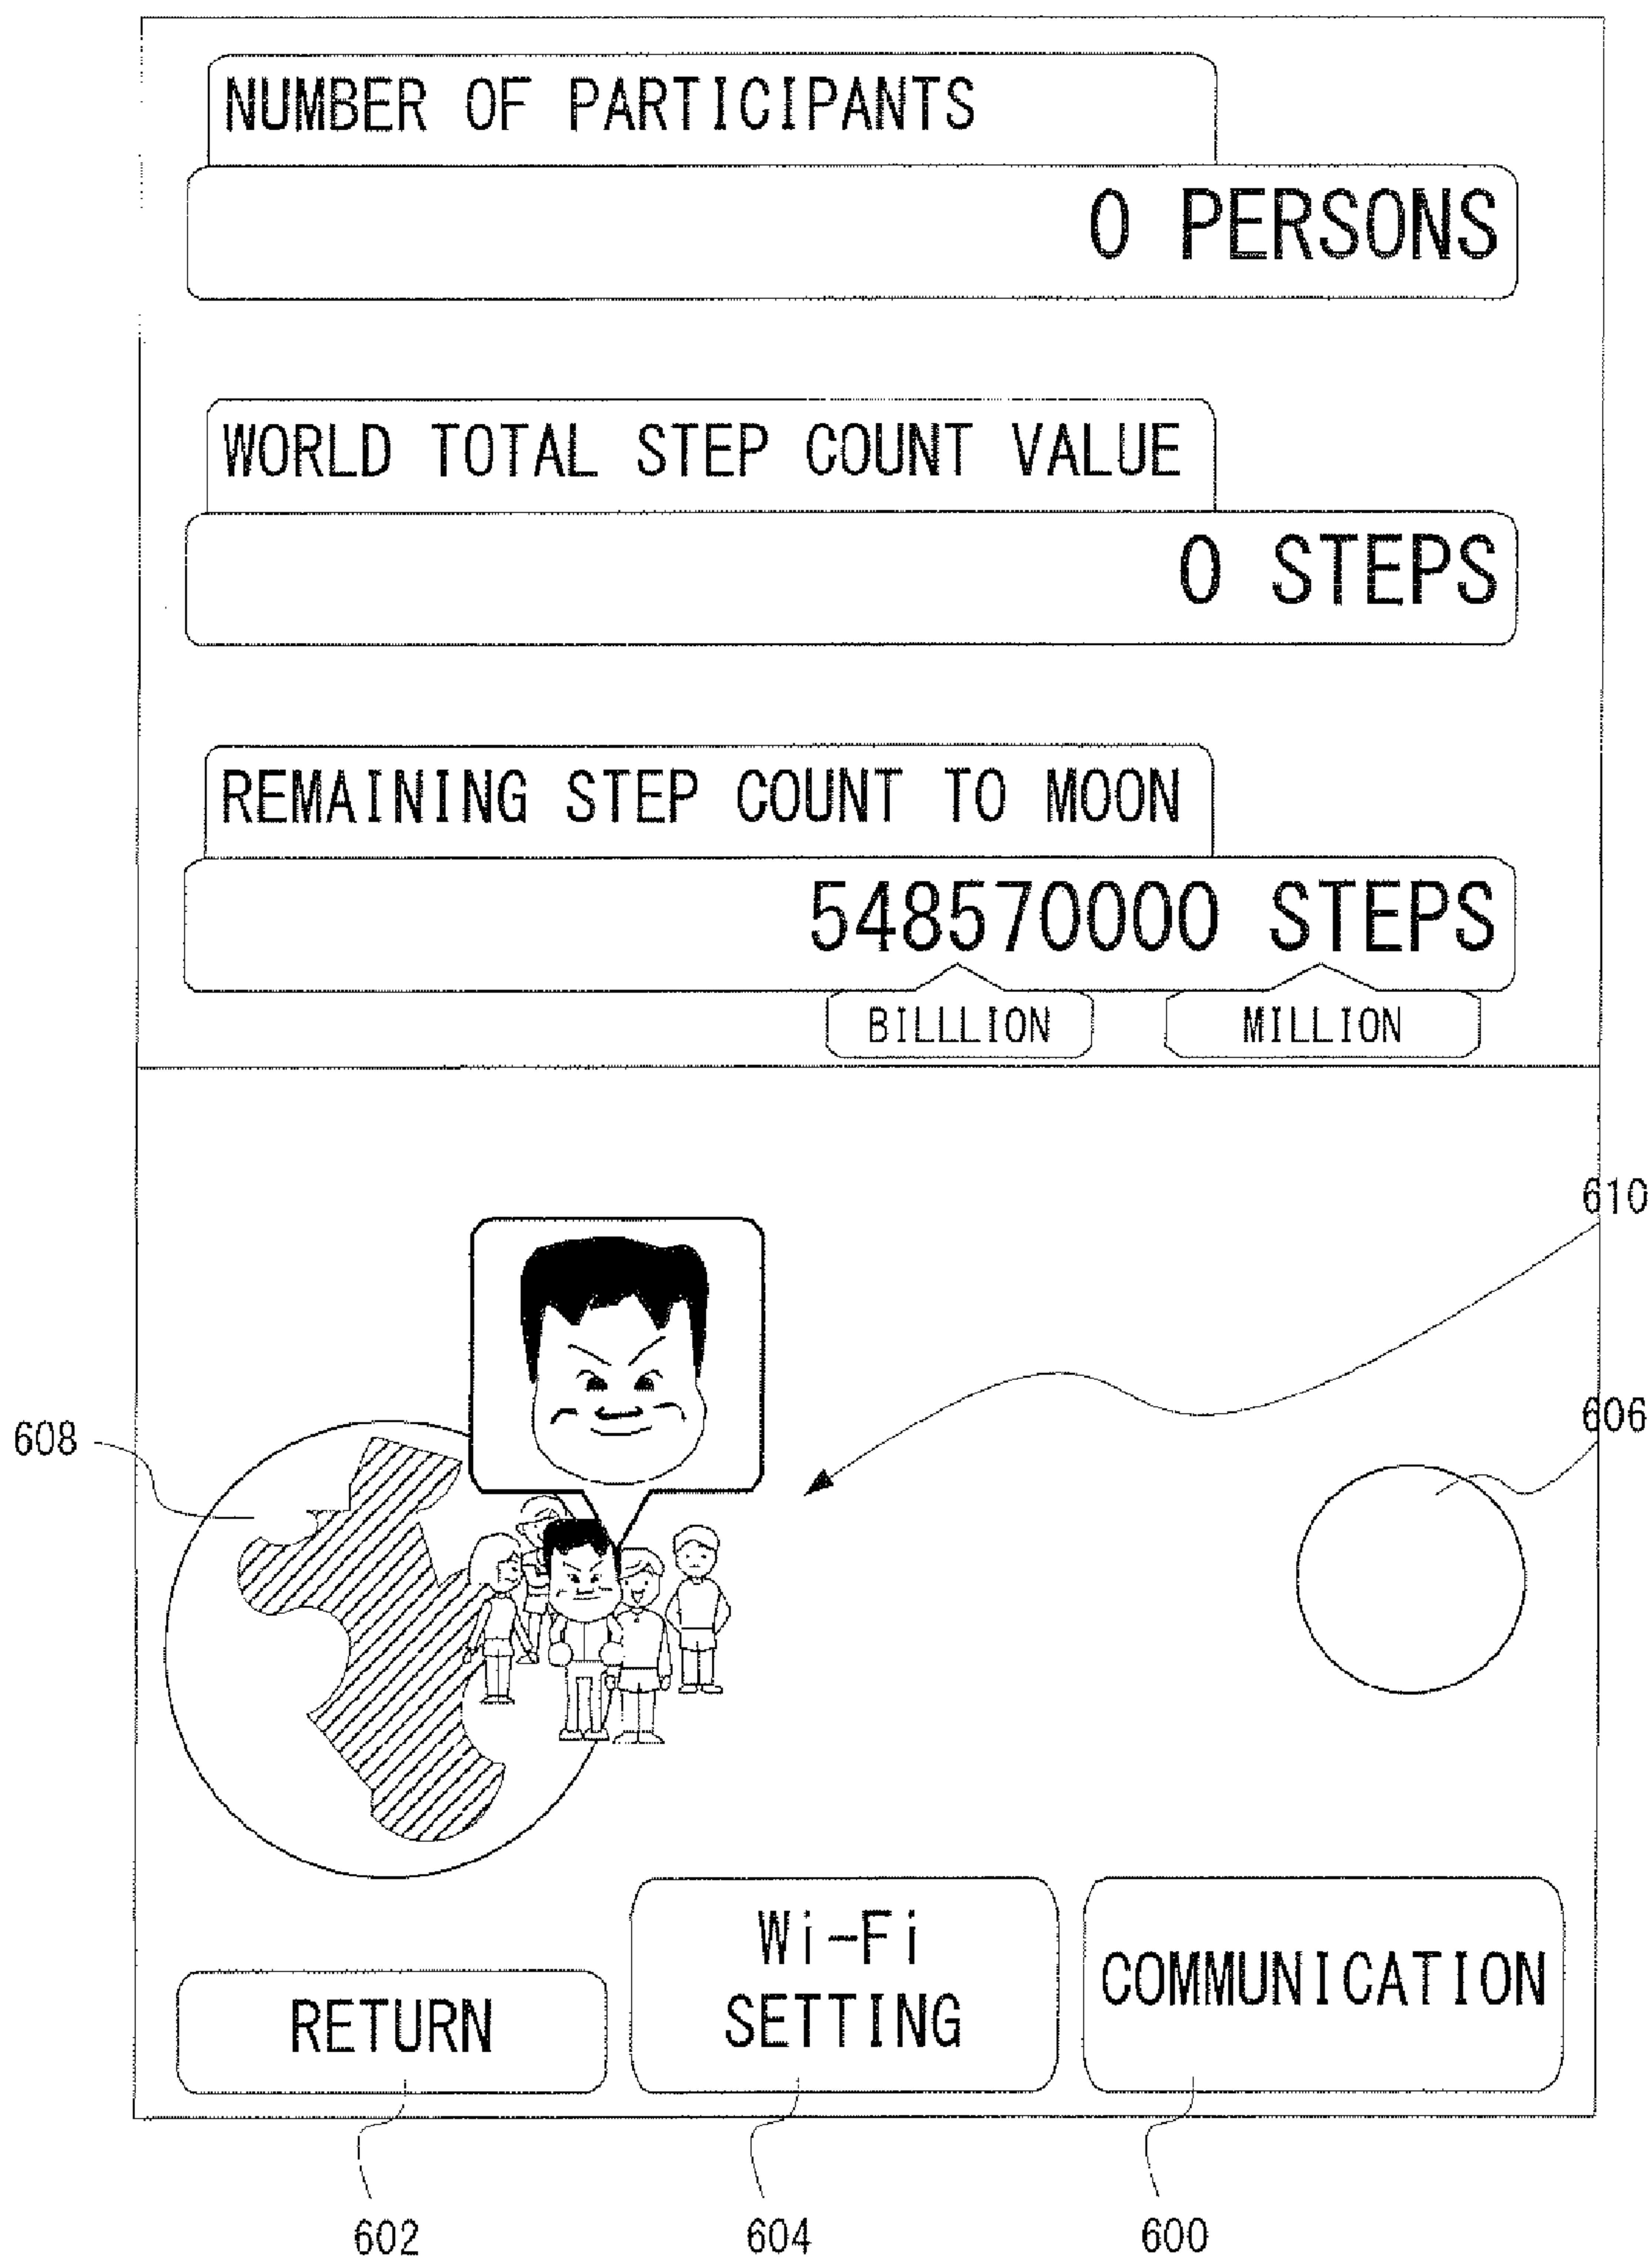 NUMBER OF PARTICIPANTS
0 PERSONS
WORLD TOTAL STEP COUNT VALUE
0 STEPS
REMAINING STEP COUNT TO MOON
548570000 STEPS
BILLLION MILLION
610
606
608
Wi-Fi
SETTING
COMMUNICATION
RETURN
602 604 600